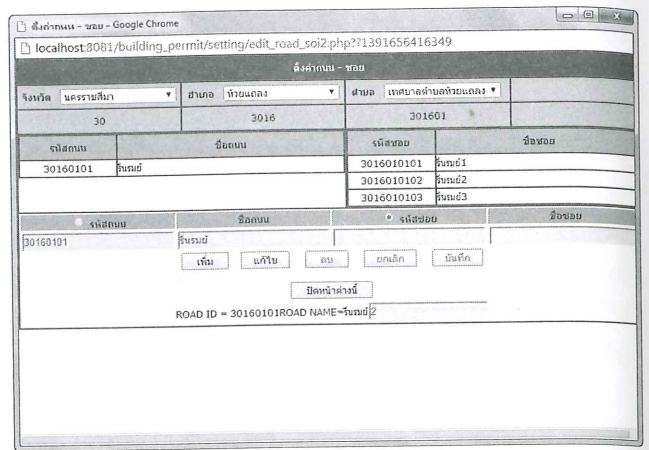 ตั้งค่าถนน - ซอย - Google Chrome
localhost:8081/building_permit/setting/edit_road_soi2.php??1391656416349
ตั้งค่าถนน - ซอย
จังหวัด นครราชสีมา อำเภอ ห้วยแถลง ตำบล เทศบาลตำบลห้วยแถลง
30 3016 301601
รหัสถนน ชื่อถนน รหัสซอย ชื่อซอย
30160101 รื่นรมย์ 3016010101 รื่นรมย์1
3016010102 รื่นรมย์2
3016010103 รื่นรมย์3
รหัสถนน ชื่อถนน รหัสซอย ชื่อซอย
30160101 รื่นรมย์
เพิ่ม แก้ไข ลบ ยกเลิก บันทึก
ปิดหน้าต่างนี้
ROAD ID = 30160101ROAD NAME=รื่นรมย์ 2